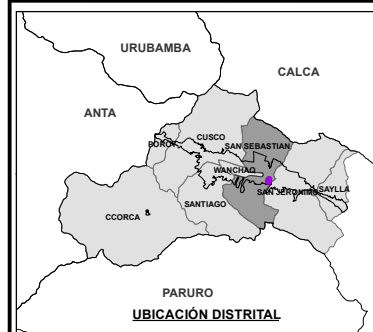 URUBAMBA
CALCA
ANTA
CUSCO
POROY
SAN SEBASTIAN
WANCHAQ
SAN JERONIMO
SAYLLA
SANTIAGO
CCORCA
PARURO
UBICACIÓN DISTRITAL